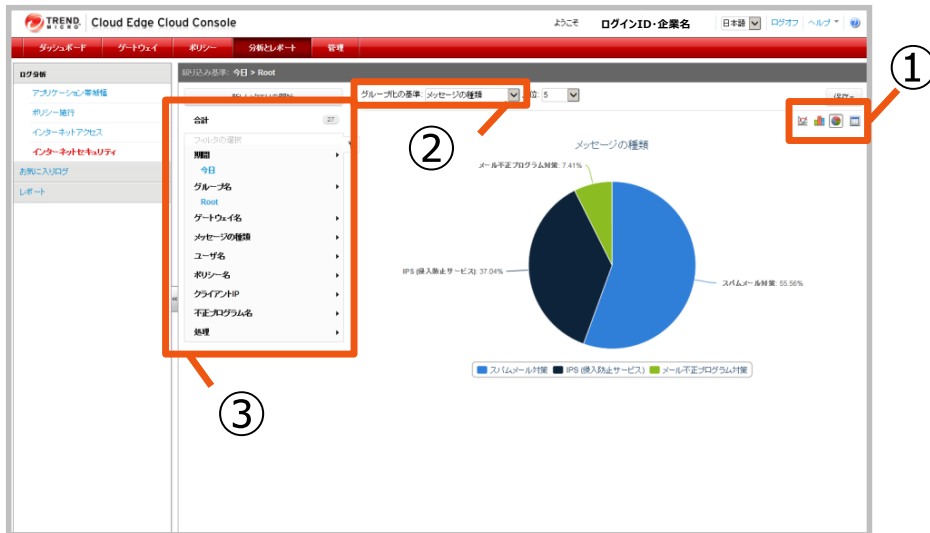 TREND MICRO Cloud Edge Cloud Console
ようこそ ログインID・企業名 日本語 ログオフ ヘルプ
ダッシュボード ゲートウェイ ポリシー 分析とレポート 管理
ログ分析
アプリケーション帯域幅
ポリシー施行
インターネットアクセス
インターネットセキュリティ
お気に入りログ
レポート
絞り込み基準: 今日 > Root
グループ化の基準: メッセージの種類 5
①
②
③
合計 27
フィルタの選択
期間
今日
グループ名
Root
ゲートウェイ名
メッセージの種類
ユーザ名
ポリシー名
クライアントIP
不正プログラム名
処理
メッセージの種類
メール不正プログラム対策: 7.41%
IPS (侵入防止サービス): 37.04%
スパムメール対策: 55.56%
スパムメール対策 IPS (侵入防止サービス) メール不正プログラム対策